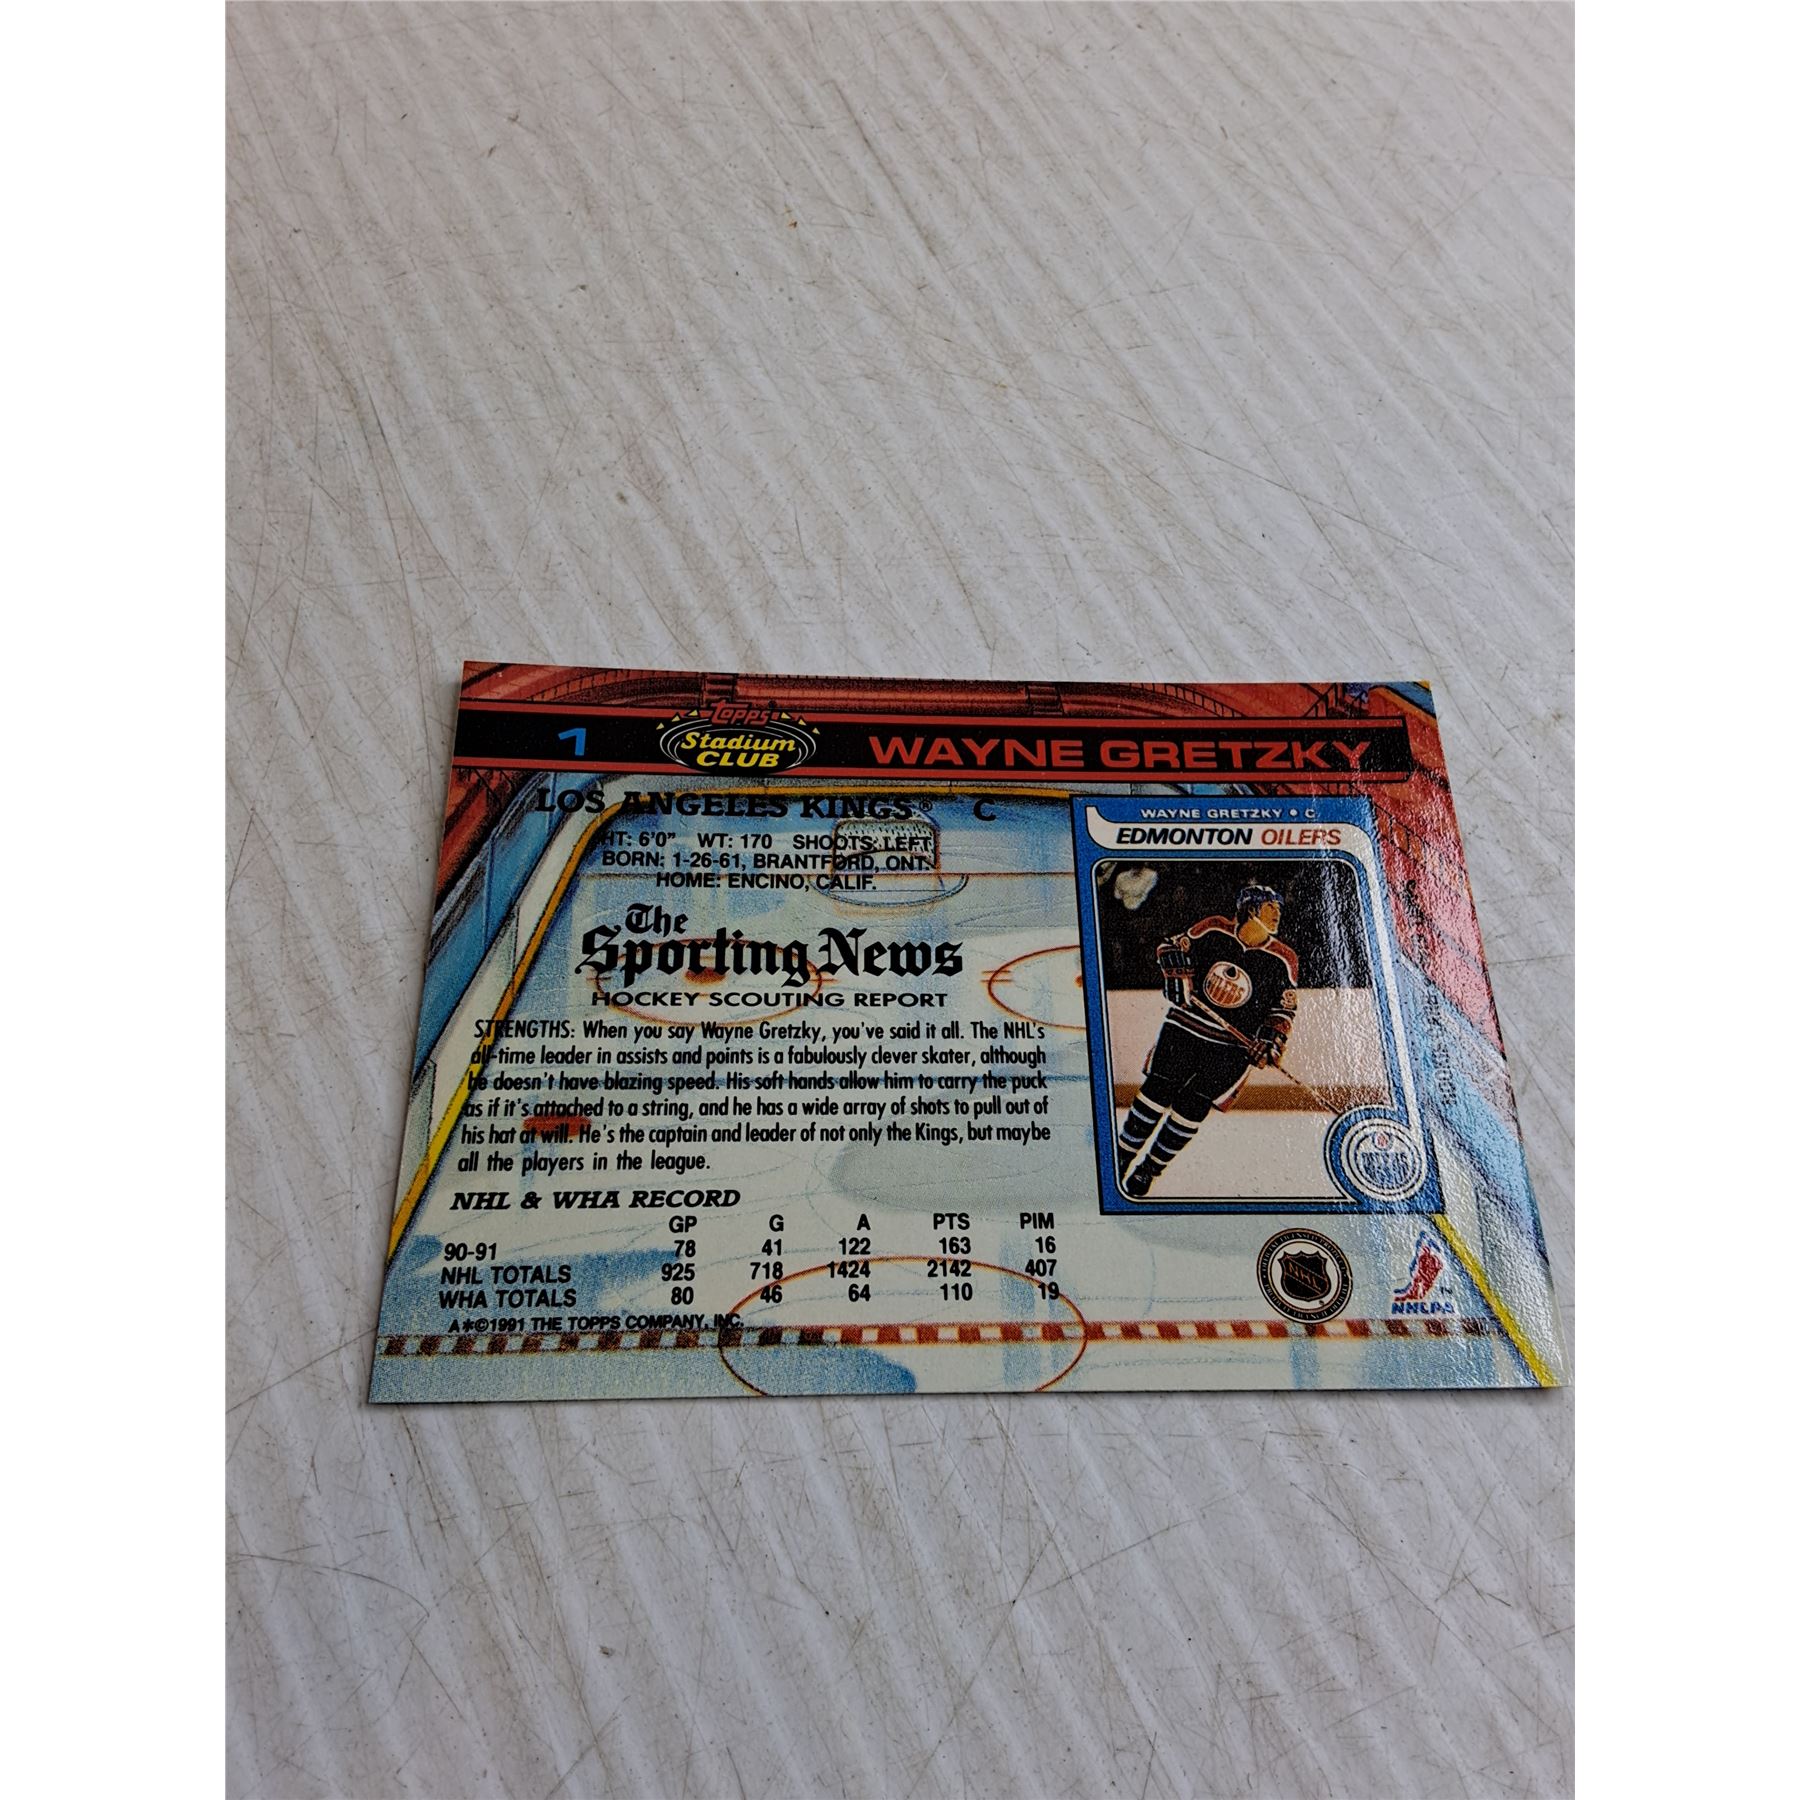 1 Topps Stadium CLUB WAYNE GRETZKY
LOS ANGELES KINGS® C
HT: 6'0" WT: 170 SHOOTS: LEFT
BORN: 1-26-61, BRANTFORD, ONT.
HOME: ENCINO, CALIF.
The
Sporting News
HOCKEY SCOUTING REPORT
STRENGTHS: When you say Wayne Gretzky, you've said it all. The NHL's
all-time leader in assists and points is a fabulously clever skater, although
he doesn't have blazing speed. His soft hands allow him to carry the puck
as if it's attached to a string, and he has a wide array of shots to pull out of
his hat at will. He's the captain and leader of not only the Kings, but maybe
all the players in the league.
NHL & WHA RECORD
GP G A PTS PIM
90-91 78 41 122 163 16
NHL TOTALS 925 718 1424 2142 407
WHA TOTALS 80 46 64 110 19
A*©1991 THE TOPPS COMPANY, INC.
WAYNE GRETZKY • C
EDMONTON OILERS
OILERS
OILERS
NHL
NHLPA